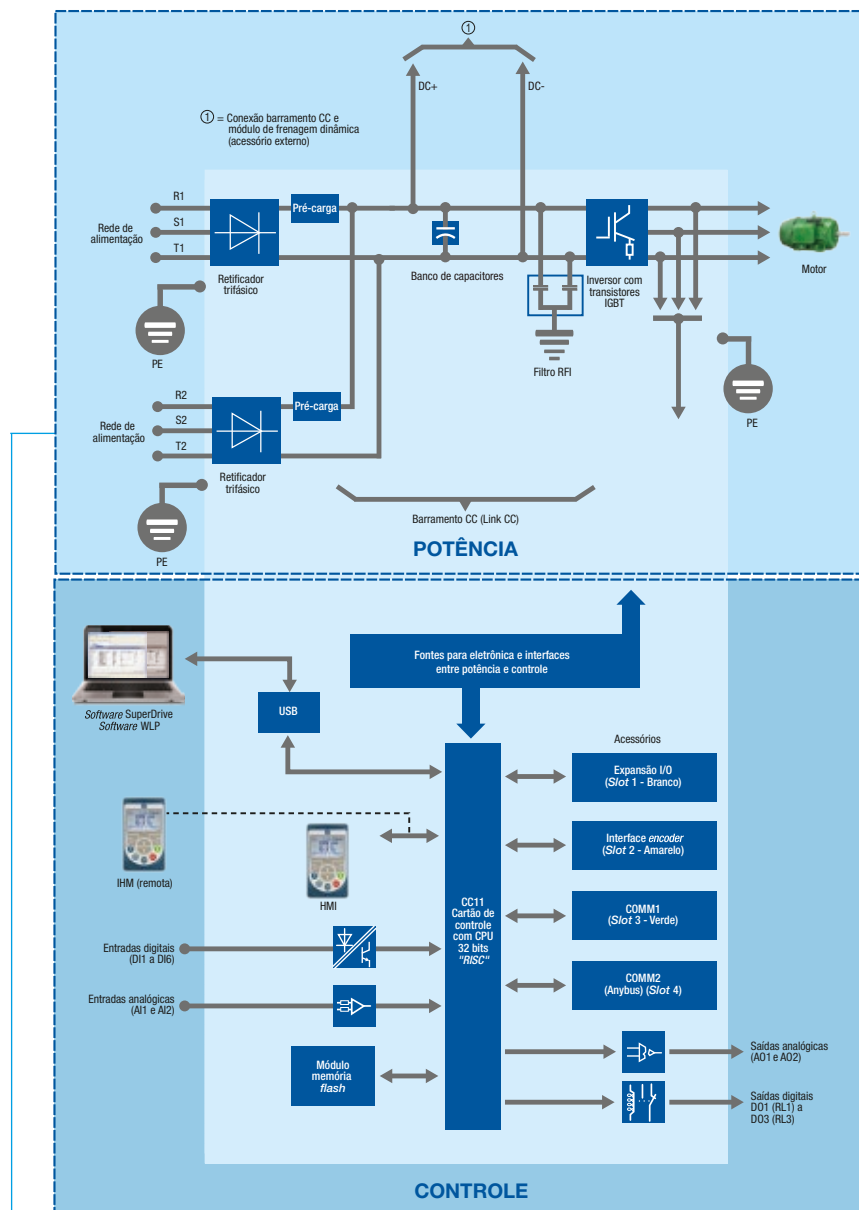 ①
DC+
DC-
① = Conexão barramento CC e
módulo de frenagem dinâmica
(acessório externo)
R1
S1
T1
Rede de
alimentação
Pré-carga
Retificador
trifásico
Banco de capacitores
Inversor com
transistores
IGBT
Motor
PE
Filtro RFI
PE
R2
S2
T2
Rede de
alimentação
Pré-carga
Retificador
trifásico
PE
Barramento CC (Link CC)
POTÊNCIA
Fontes para eletrônica e interfaces
entre potência e controle
Software SuperDrive
Software WLP
USB
Acessórios
Expansão I/O
(Slot 1 - Branco)
Interface encoder
(Slot 2 - Amarelo)
IHM (remota)
HMI
CC11
Cartão de
controle
com CPU
32 bits
"RISC"
COMM1
(Slot 3 - Verde)
COMM2
(Anybus) (Slot 4)
Entradas digitais
(DI1 a DI6)
Entradas analógicas
(AI1 e AI2)
Módulo
memória
flash
Saídas analógicas
(AO1 e AO2)
Saídas digitais
DO1 (RL1) a
DO3 (RL3)
CONTROLE